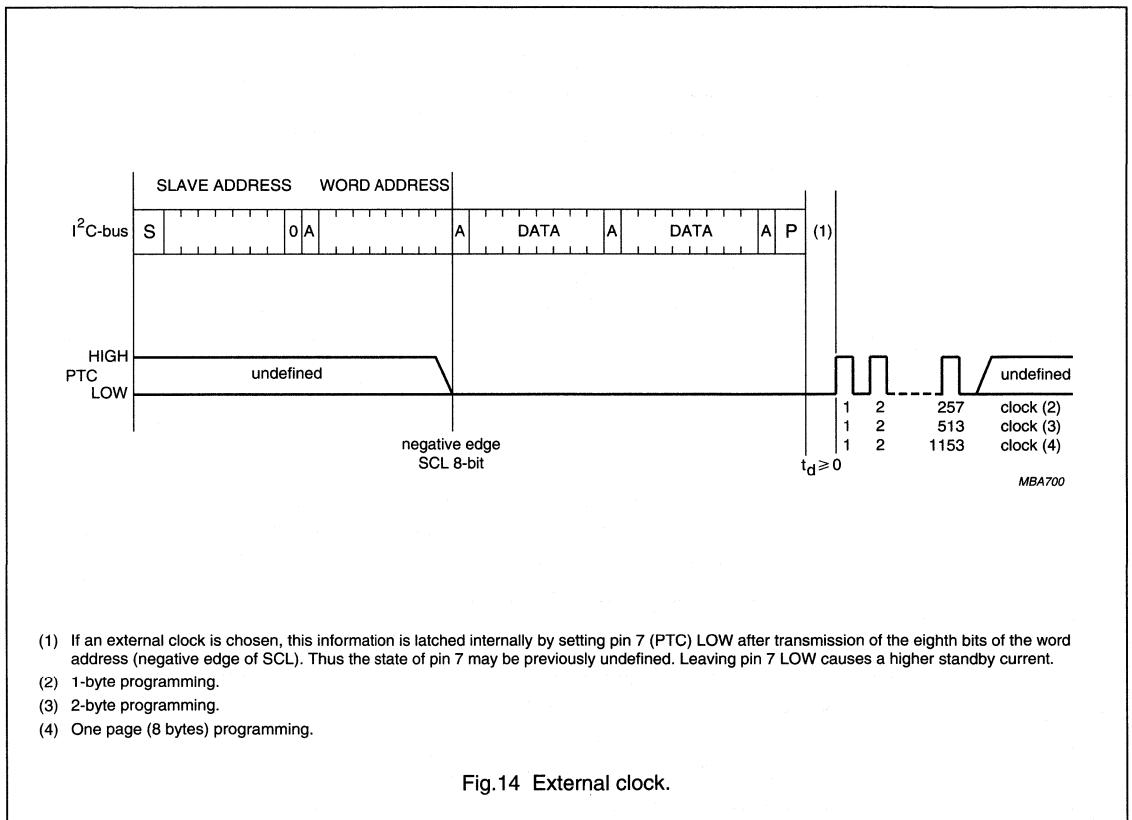 SLAVE ADDRESS WORD ADDRESS
I²C-bus S 0 A A DATA A DATA A P (1)
HIGH
PTC undefined undefined
LOW
1 2 257 clock (2)
1 2 513 clock (3)
1 2 1153 clock (4)
negative edge
SCL 8-bit
td ≥ 0
MBA700
(1) If an external clock is chosen, this information is latched internally by setting pin 7 (PTC) LOW after transmission of the eighth bits of the word
address (negative edge of SCL). Thus the state of pin 7 may be previously undefined. Leaving pin 7 LOW causes a higher standby current.
(2) 1-byte programming.
(3) 2-byte programming.
(4) One page (8 bytes) programming.
Fig.14 External clock.